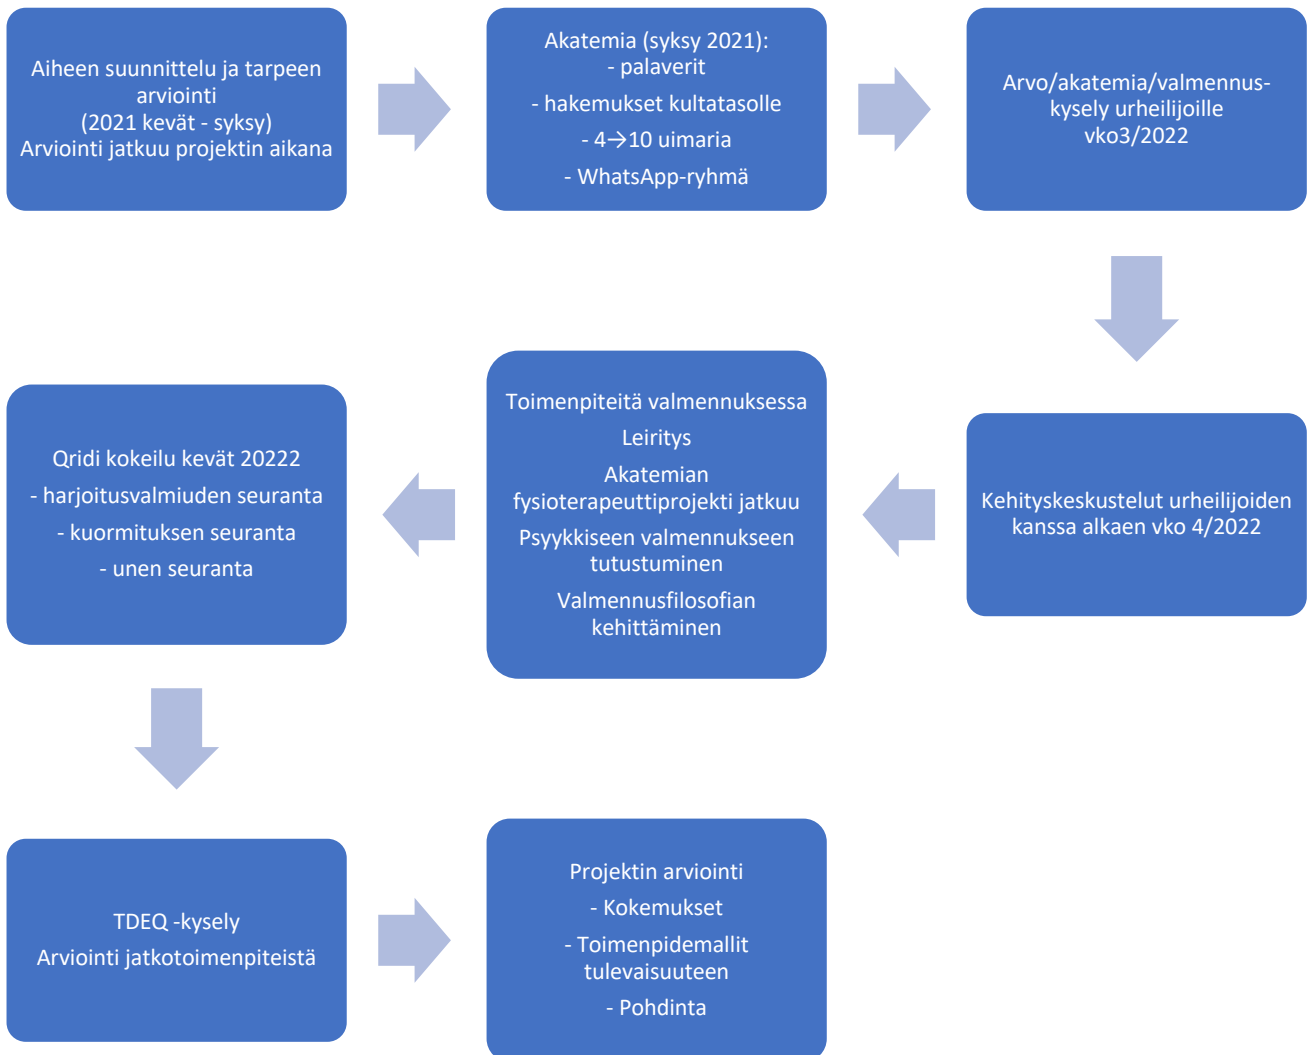 Aiheen suunnittelu ja tarpeen
arviointi
(2021 kevät - syksy)
Arviointi jatkuu projektin aikana
Akatemia (syksy 2021):
- palaverit
- hakemukset kultatasolle
- 4→10 uimaria
- WhatsApp-ryhmä
Arvo/akatemia/valmennus-
kysely urheilijoille
vko3/2022
Kehityskeskustelut urheilijoiden
kanssa alkaen vko 4/2022
Toimenpiteitä valmennuksessa
Leiritys
Akatemian
fysioterapeuttiprojekti jatkuu
Psyykkiseen valmennukseen
tutustuminen
Valmennusfilosofian
kehittäminen
Qridi kokeilu kevät 20222
- harjoitusvalmiuden seuranta
- kuormituksen seuranta
- unen seuranta
TDEQ -kysely
Arviointi jatkotoimenpiteistä
Projektin arviointi
- Kokemukset
- Toimenpidemallit
tulevaisuuteen
- Pohdinta